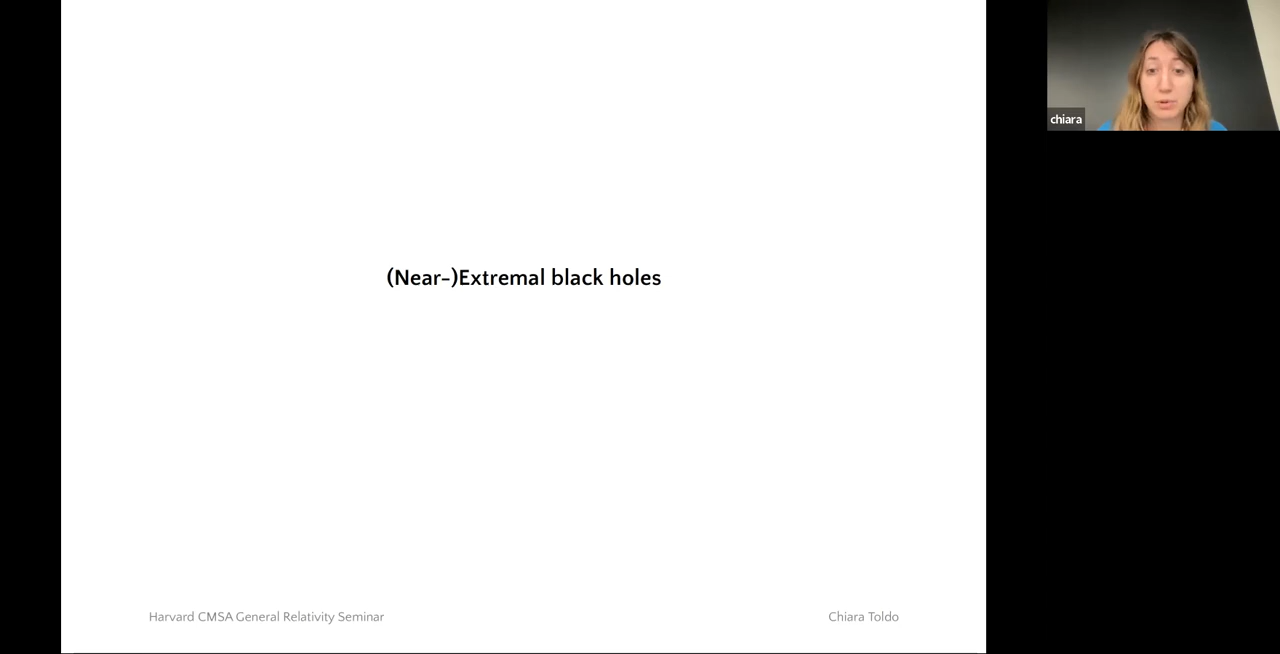 (Near-)Extremal black holes
chiara
Harvard CMSA General Relativity Seminar
Chiara Toldo